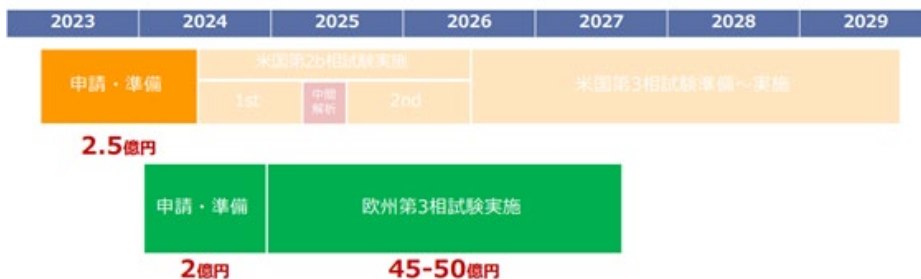 2023 2024 2025 2026 2027 2028 2029
米国第2b相試験実施
申請・準備
1st 中間解析 2nd
米国第3相試験準備～実施
2.5億円
申請・準備 欧州第3相試験実施
2億円 45-50億円